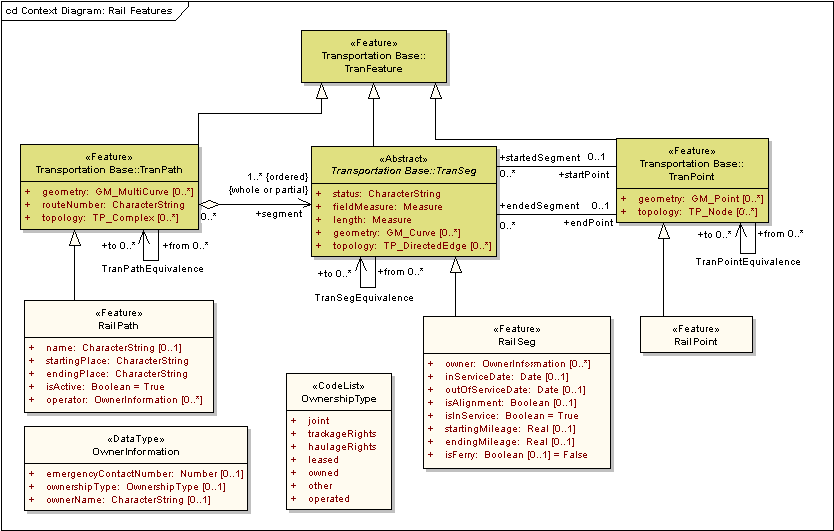 cd Context Diagram: Rail Features
«Feature»
Transportation Base::
TranFeature
«Feature»
Transportation Base::TranPath
+ geometry: GM_MultiCurve [0..*]
+ routeNumber: CharacterString
+ topology: TP_Complex [0..*]
1..* {ordered}
{whole or partial}
0..*
+segment
«Abstract»
Transportation Base::TranSeg
+ status: CharacterString
+ fieldMeasure: Measure
+ length: Measure
+ geometry: GM_Curve [0..*]
+ topology: TP_DirectedEdge [0..*]
+startedSegment 0..1
0..* +startPoint
+endedSegment 0..1
0..* +endPoint
«Feature»
Transportation Base::
TranPoint
+ geometry: GM_Point [0..*]
+ topology: TP_Node [0..*]
+to 0..* +from 0..*
TranPathEquivalence
+to 0..* +from 0..*
TranSegEquivalence
+to 0..* +from 0..*
TranPointEquivalence
«Feature»
RailPath
+ name: CharacterString [0..1]
+ startingPlace: CharacterString
+ endingPlace: CharacterString
+ isActive: Boolean = True
+ operator: OwnerInformation [0..*]
«Feature»
RailSeg
+ owner: OwnerInformation [0..*]
+ inServiceDate: Date [0..1]
+ outOfServiceDate: Date [0..1]
+ isAlignment: Boolean [0..1]
+ isInService: Boolean = True
+ startingMileage: Real [0..1]
+ endingMileage: Real [0..1]
+ isFerry: Boolean [0..1] = False
«Feature»
RailPoint
«CodeList»
OwnershipType
+ joint
+ trackageRights
+ haulageRights
+ leased
+ owned
+ other
+ operated
«DataType»
OwnerInformation
+ emergencyContactNumber: Number [0..1]
+ ownershipType: OwnershipType [0..1]
+ ownerName: CharacterString [0..1]